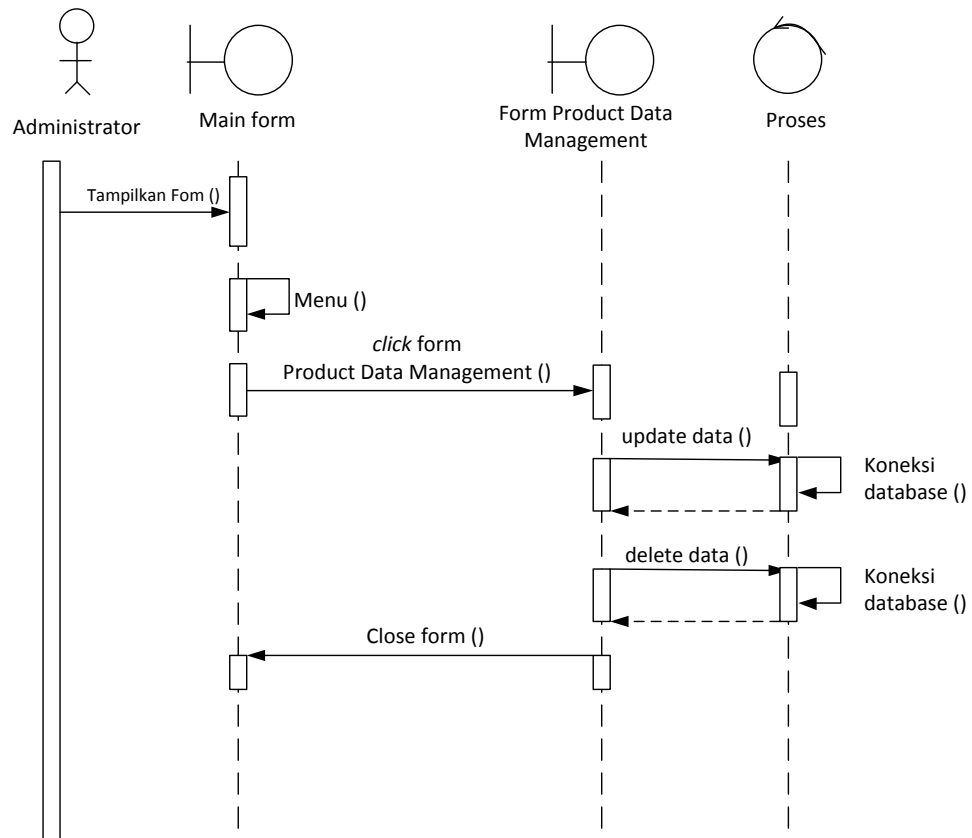 Administrator
Main form
Form Product Data
Management
Proses
Tampilkan Fom ()
Menu ()
click form
Product Data Management ()
update data ()
Koneksi
database ()
delete data ()
Koneksi
database ()
Close form ()